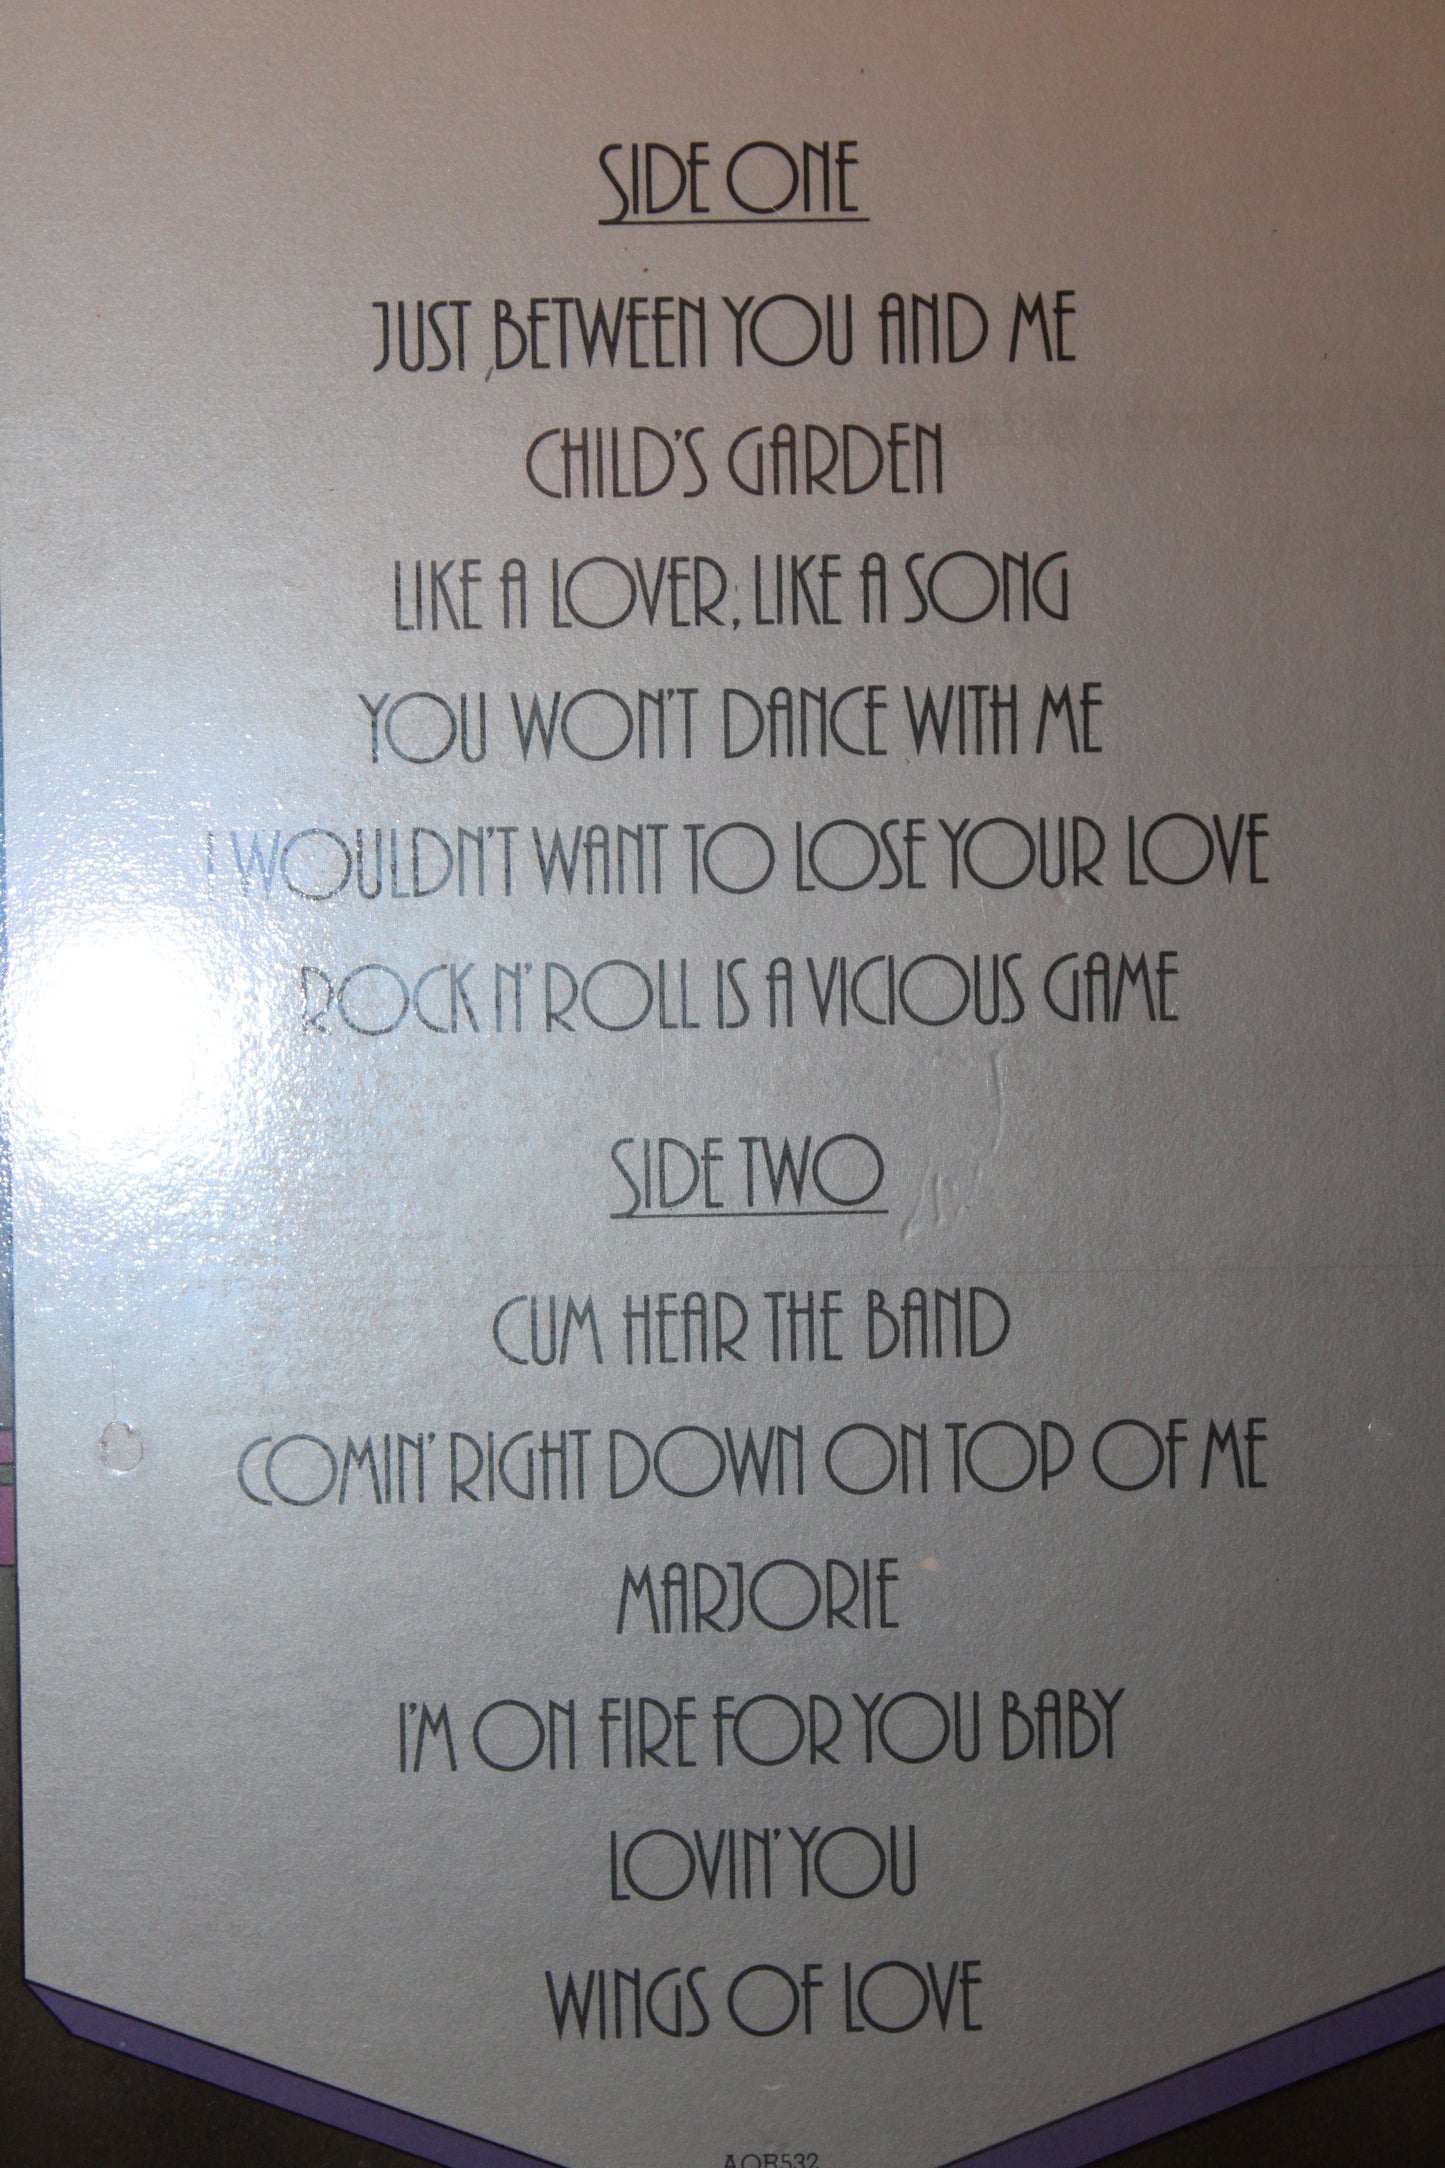 SIDE ONE
JUST BETWEEN YOU AND ME
CHILD'S GARDEN
LIKE A LOVER, LIKE A SONG
YOU WON'T DANCE WITH ME
I WOULDN'T WANT TO LOSE YOUR LOVE
ROCK N' ROLL IS A VICIOUS GAME
SIDE TWO
CUM HEAR THE BAND
COMIN' RIGHT DOWN ON TOP OF ME
MARJORIE
I'M ON FIRE FOR YOU BABY
LOVIN' YOU
WINGS OF LOVE